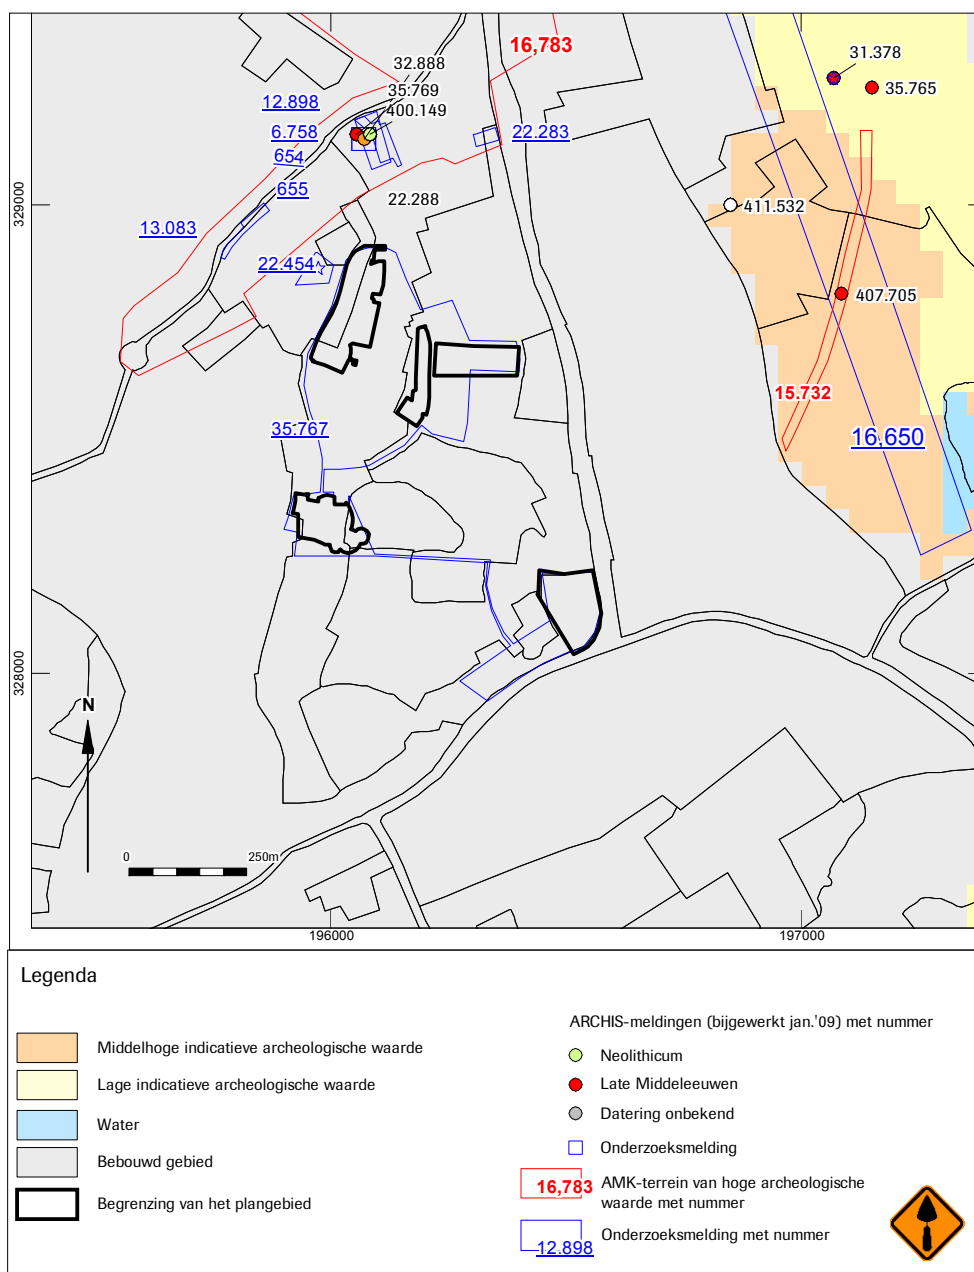 16,783
32.888
31.378
35.769
35.765
12.898
400.149
6.758
22.283
654
655
22.288
329000
411.532
13.083
22.454
407.705
15.732
35.767
16,650
328000
N
0
250m
196000
197000
Legenda
ARCHIS-meldingen (bijgewerkt jan.'09) met nummer
Middelhoge indicatieve archeologische waarde
Neolithicum
Lage indicatieve archeologische waarde
Late Middeleeuwen
Water
Datering onbekend
Bebouwd gebied
Onderzoeksmelding
Begrenzing van het plangebied
16,783
AMK-terrein van hoge archeologische
waarde met nummer
12.898
Onderzoeksmelding met nummer